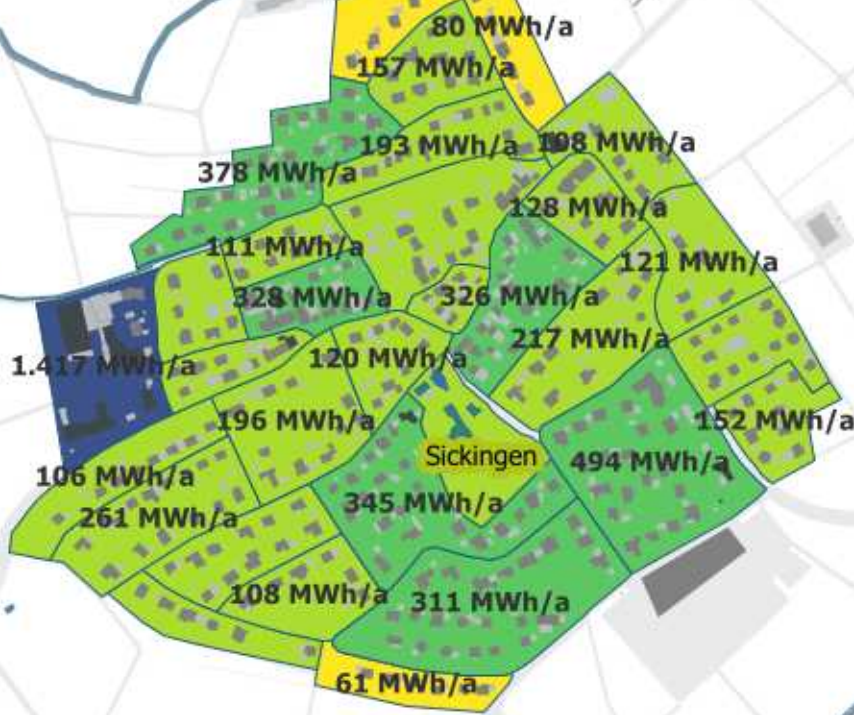 80 MWh/a
157 MWh/a
193 MWh/a
198 MWh/a
378 MWh/a
128 MWh/a
111 MWh/a
121 MWh/a
328 MWh/a
326 MWh/a
217 MWh/a
120 MWh/a
1.417 MWh/a
196 MWh/a
152 MWh/a
Sickingen
494 MWh/a
106 MWh/a
345 MWh/a
261 MWh/a
108 MWh/a
311 MWh/a
61 MWh/a